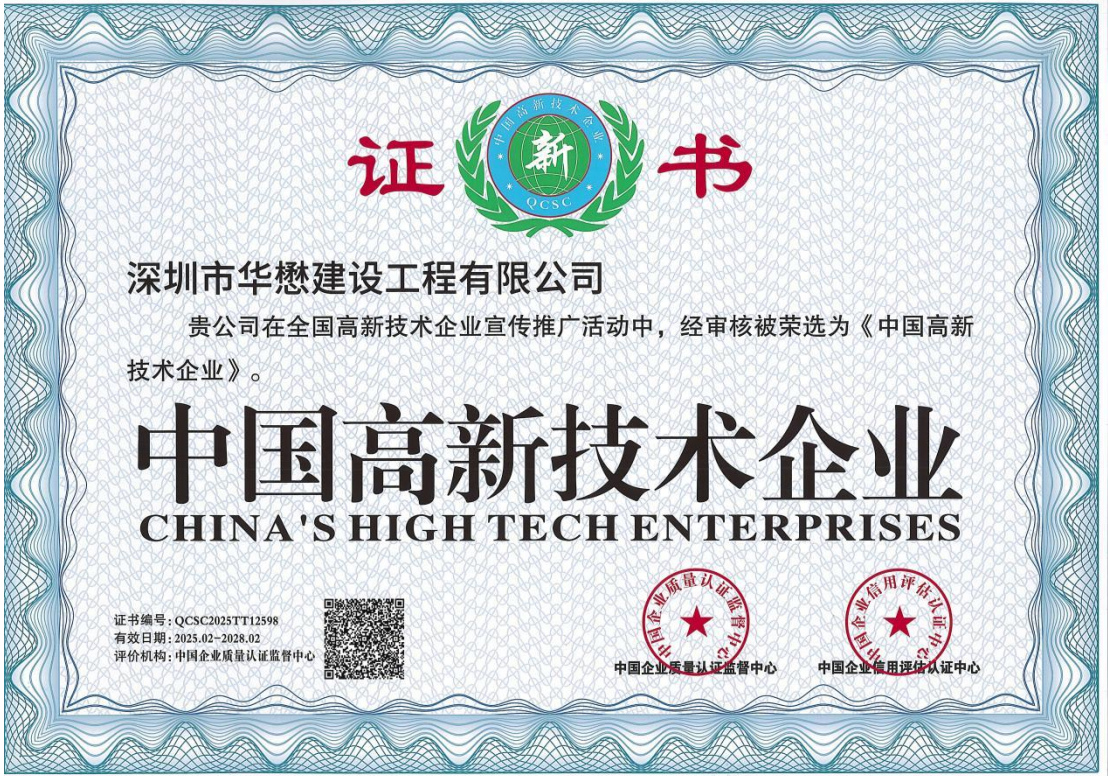 证 书
中国高新技术企业
新
QCSC
深圳市华懋建设工程有限公司
贵公司在全国高新技术企业宣传推广活动中，经审核被荣选为《中国高新
技术企业》。
中国高新技术企业
CHINA'S HIGH TECH ENTERPRISES
证书编号：QCSC2025TT12598
有效日期：2025.02-2028.02
评价机构：中国企业质量认证监督中心
中国企业质量认证监督中心
中国企业质量认证监督中心
中国企业信用评估认证中心
中国企业信用评估认证中心